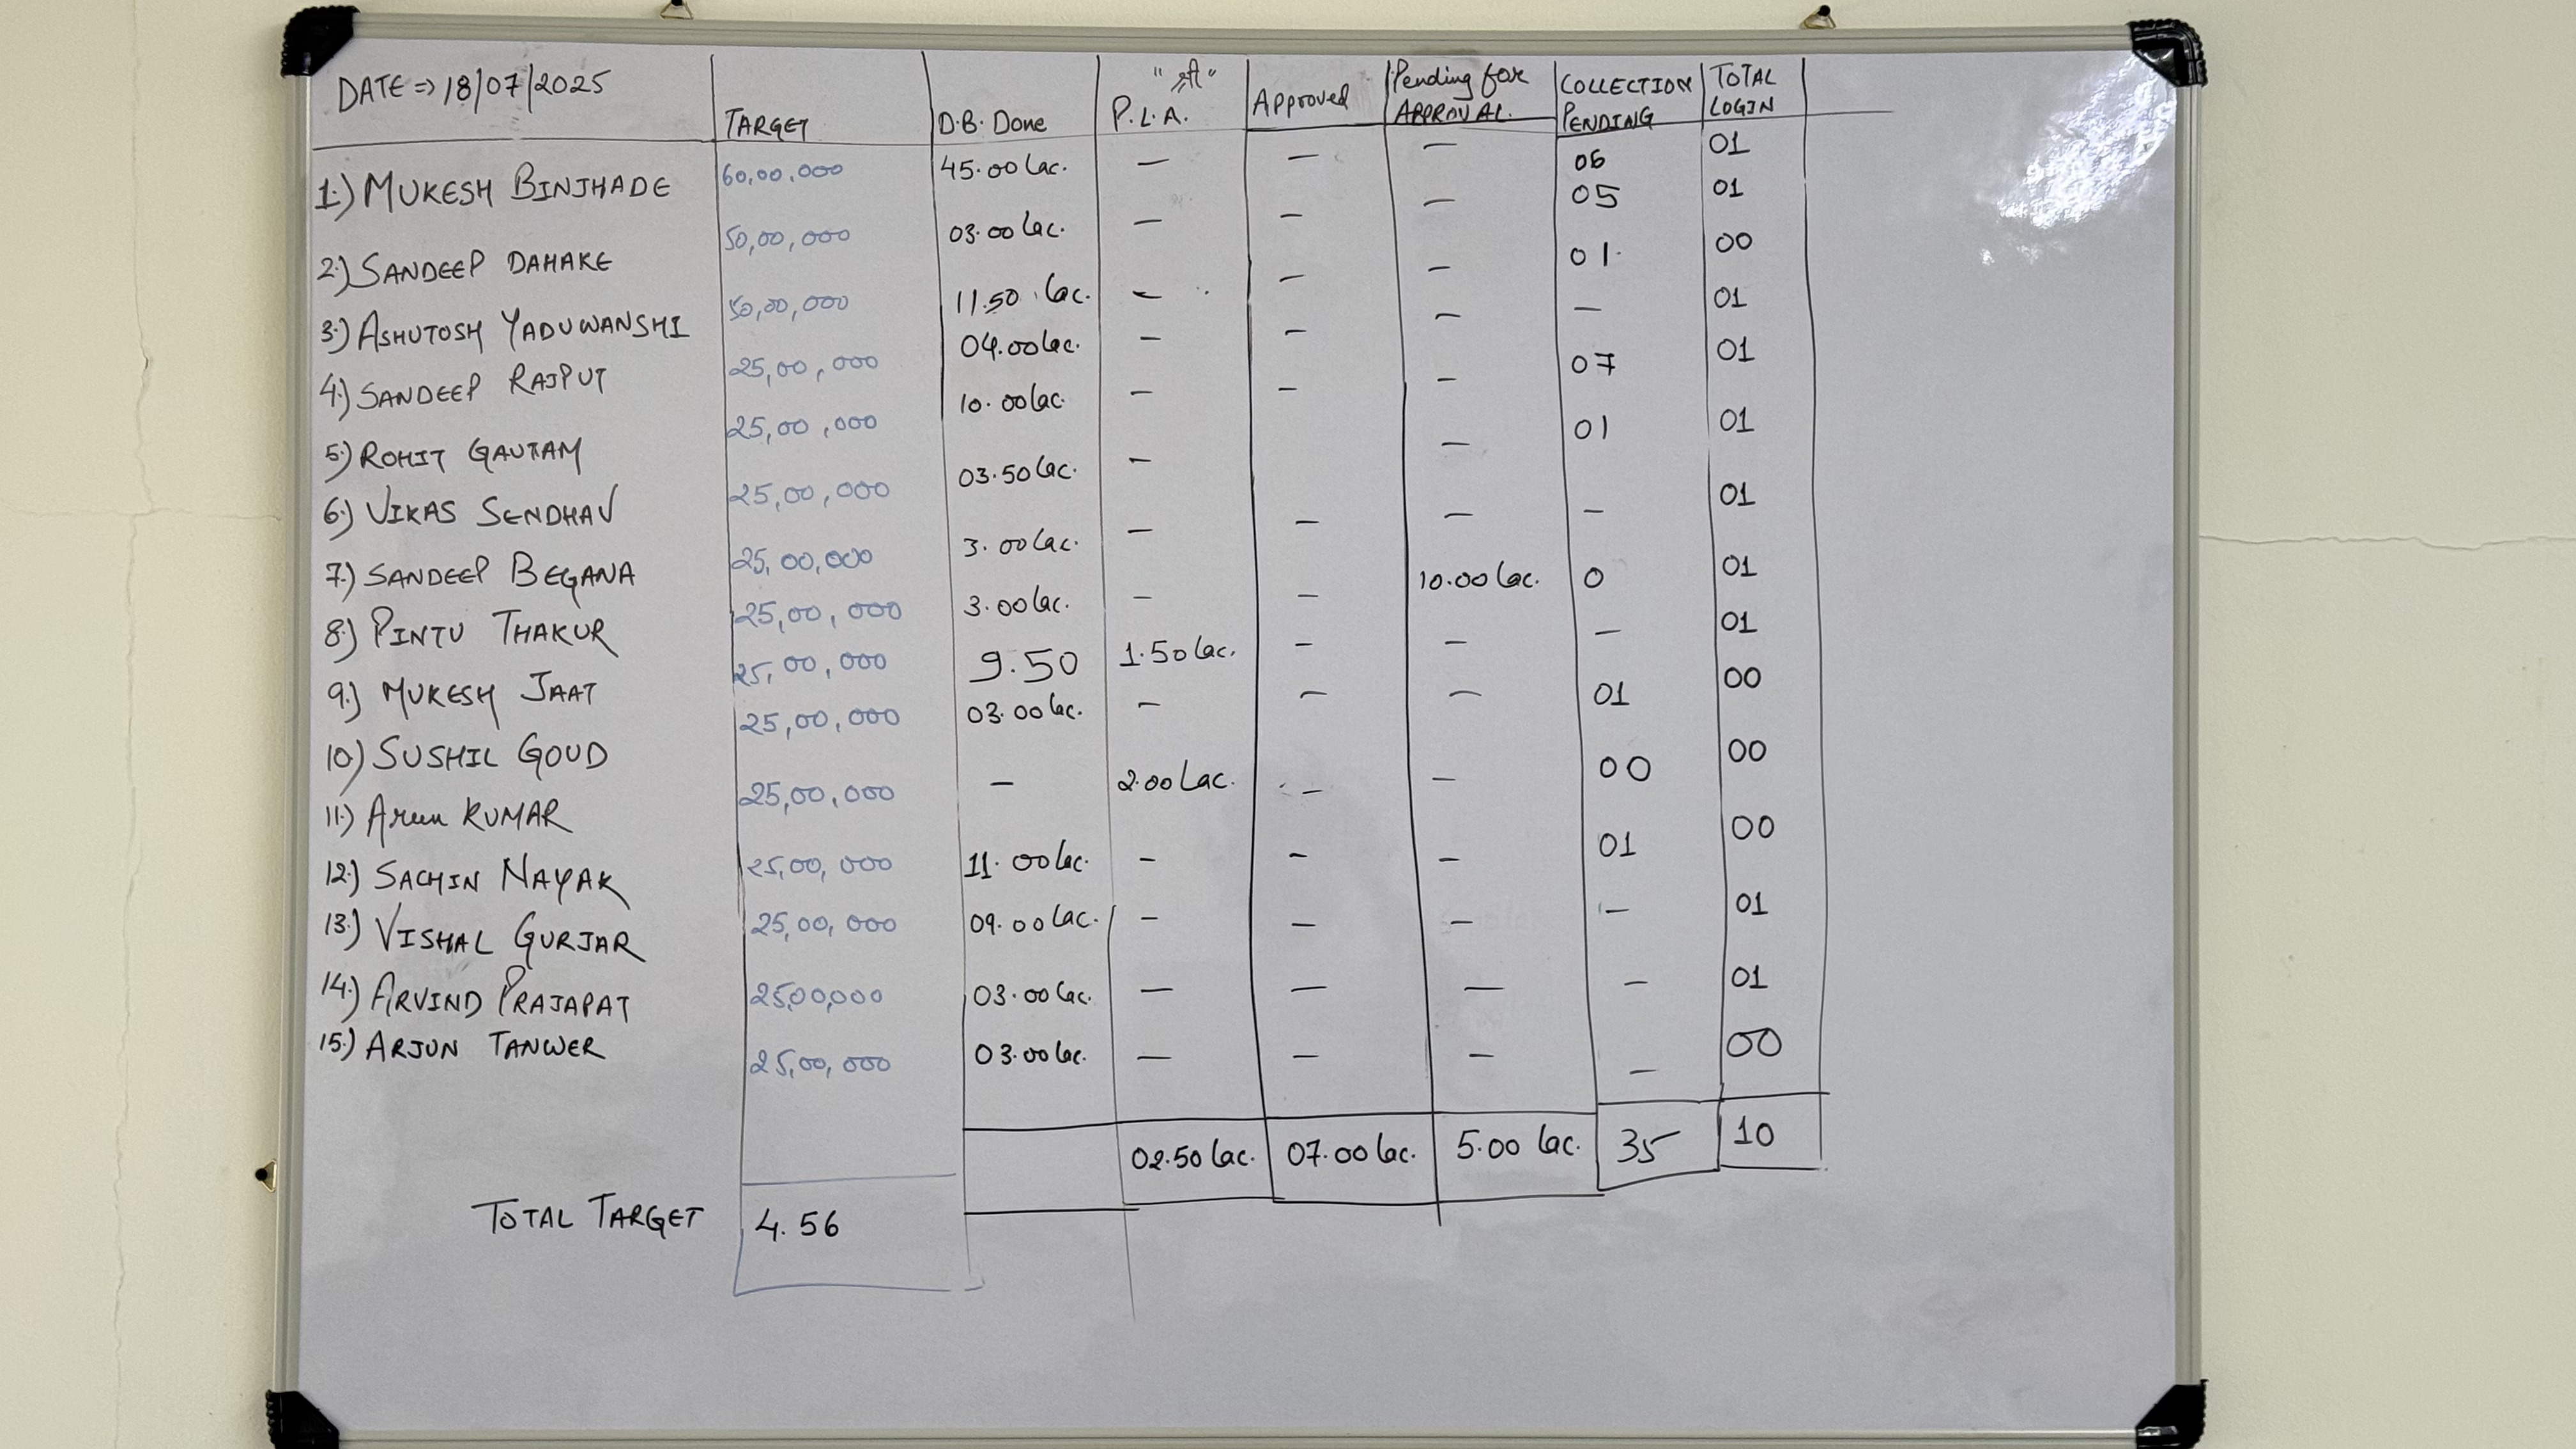 DATE => 18/07/2025 TARGET D.B. Done "श्री" P.L.A. Approved Pending for APPROVAL. COLLECTION PENDING TOTAL LOGIN
1.) MUKESH BINJHADE 60,00,000 45.00 lac. — — — 06 01
2.) SANDEEP DAHAKE 50,00,000 03.00 lac. — — — 05 01
3.) ASHUTOSH YADUWANSHI 50,00,000 11.50 lac. — — — 01 00
4.) SANDEEP RAJPUT 25,00,000 04.00 lac. — — — — 01
5.) ROHIT GAUTAM 25,00,000 10.00 lac. — — — 07 01
6.) VIKAS SENDHAV 25,00,000 03.50 lac. — — 01 01
7.) SANDEEP BEGANA 25,00,000 3.00 lac. — — — — 01
8.) PINTU THAKUR 25,00,000 3.00 lac. — — 10.00 lac. 0 01
9.) MUKESH JAAT 25,00,000 9.50 1.50 lac. — — — 01
10.) SUSHIL GOUD 25,00,000 03.00 lac. — — — 01 00
11.) Arun KUMAR 25,00,000 — 2.00 Lac. — — 00 00
12.) SACHIN NAYAK 25,00,000 11.00 lac. — — — 01 00
13.) VISHAL GURJAR 25,00,000 09.00 lac. — — — — 01
14.) ARVIND PRAJAPAT 25,00,000 03.00 lac. — — — — 01
15.) ARJUN TANWER 25,00,000 03.00 lac. — — — — 00
02.50 lac. 07.00 lac. 5.00 lac. 35 10
TOTAL TARGET 4.56